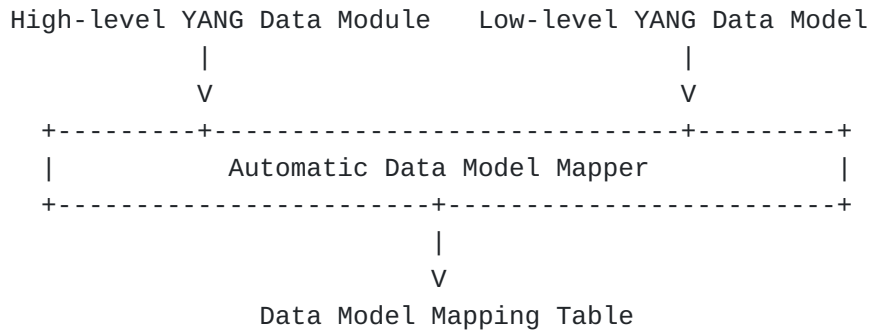 High-level YANG Data Module   Low-level YANG Data Model
Automatic Data Model Mapper
Data Model Mapping Table